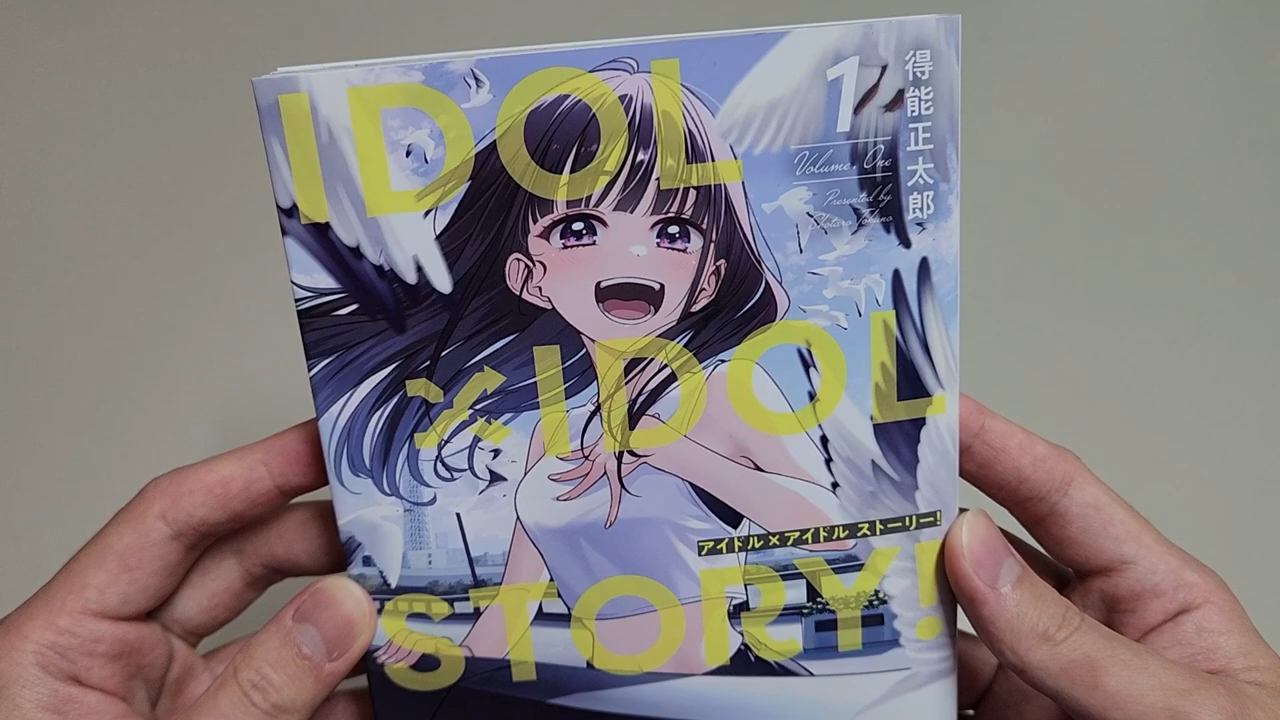 IDOL
×IDOL
STORY!
アイドル×アイドル ストーリー!
1
Volume. One
Presented by
Shotaro Tokuno
得能正太郎